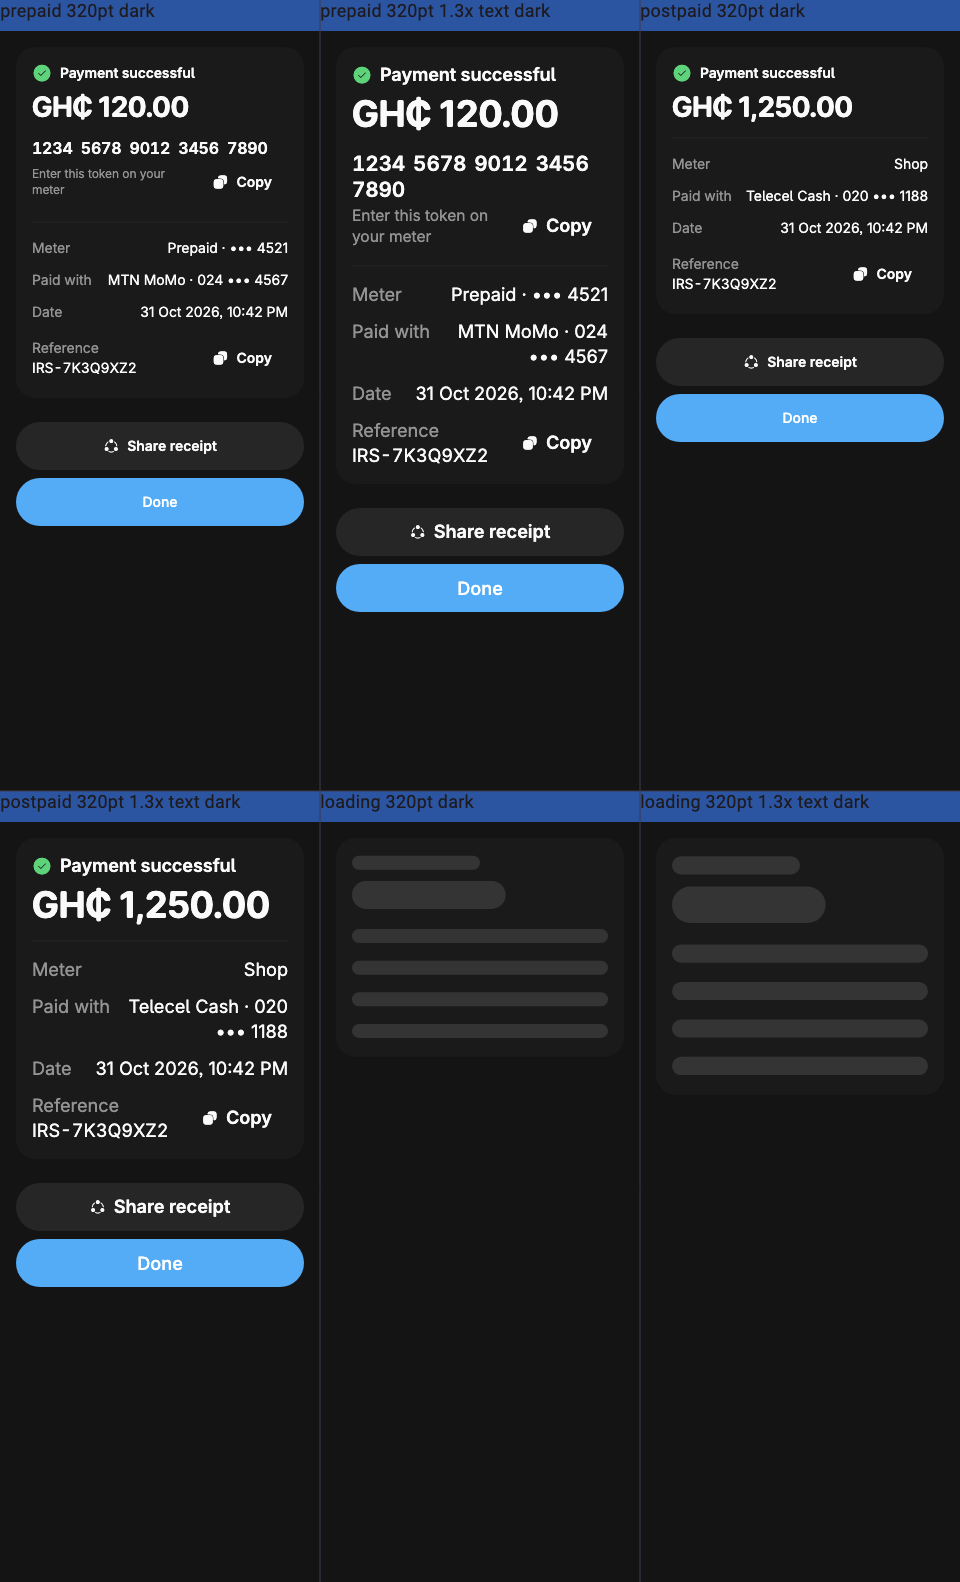 prepaid 320pt dark
Payment successful
GH₵ 120.00
1234 5678 9012 3456 7890
Enter this token on your
meter
Copy
Meter
Prepaid · ••• 4521
Paid with
MTN MoMo · 024 ••• 4567
Date
31 Oct 2026, 10:42 PM
Reference
IRS-7K3Q9XZ2
Copy
Share receipt
Done
prepaid 320pt 1.3x text dark
Payment successful
GH₵ 120.00
1234 5678 9012 3456
7890
Enter this token on
your meter
Copy
Meter
Prepaid · ••• 4521
Paid with
MTN MoMo · 024
••• 4567
Date
31 Oct 2026, 10:42 PM
Reference
IRS-7K3Q9XZ2
Copy
Share receipt
Done
postpaid 320pt dark
Payment successful
GH₵ 1,250.00
Meter
Shop
Paid with
Telecel Cash · 020 ••• 1188
Date
31 Oct 2026, 10:42 PM
Reference
IRS-7K3Q9XZ2
Copy
Share receipt
Done
postpaid 320pt 1.3x text dark
Payment successful
GH₵ 1,250.00
Meter
Shop
Paid with
Telecel Cash · 020
••• 1188
Date
31 Oct 2026, 10:42 PM
Reference
IRS-7K3Q9XZ2
Copy
Share receipt
Done
loading 320pt dark
loading 320pt 1.3x text dark